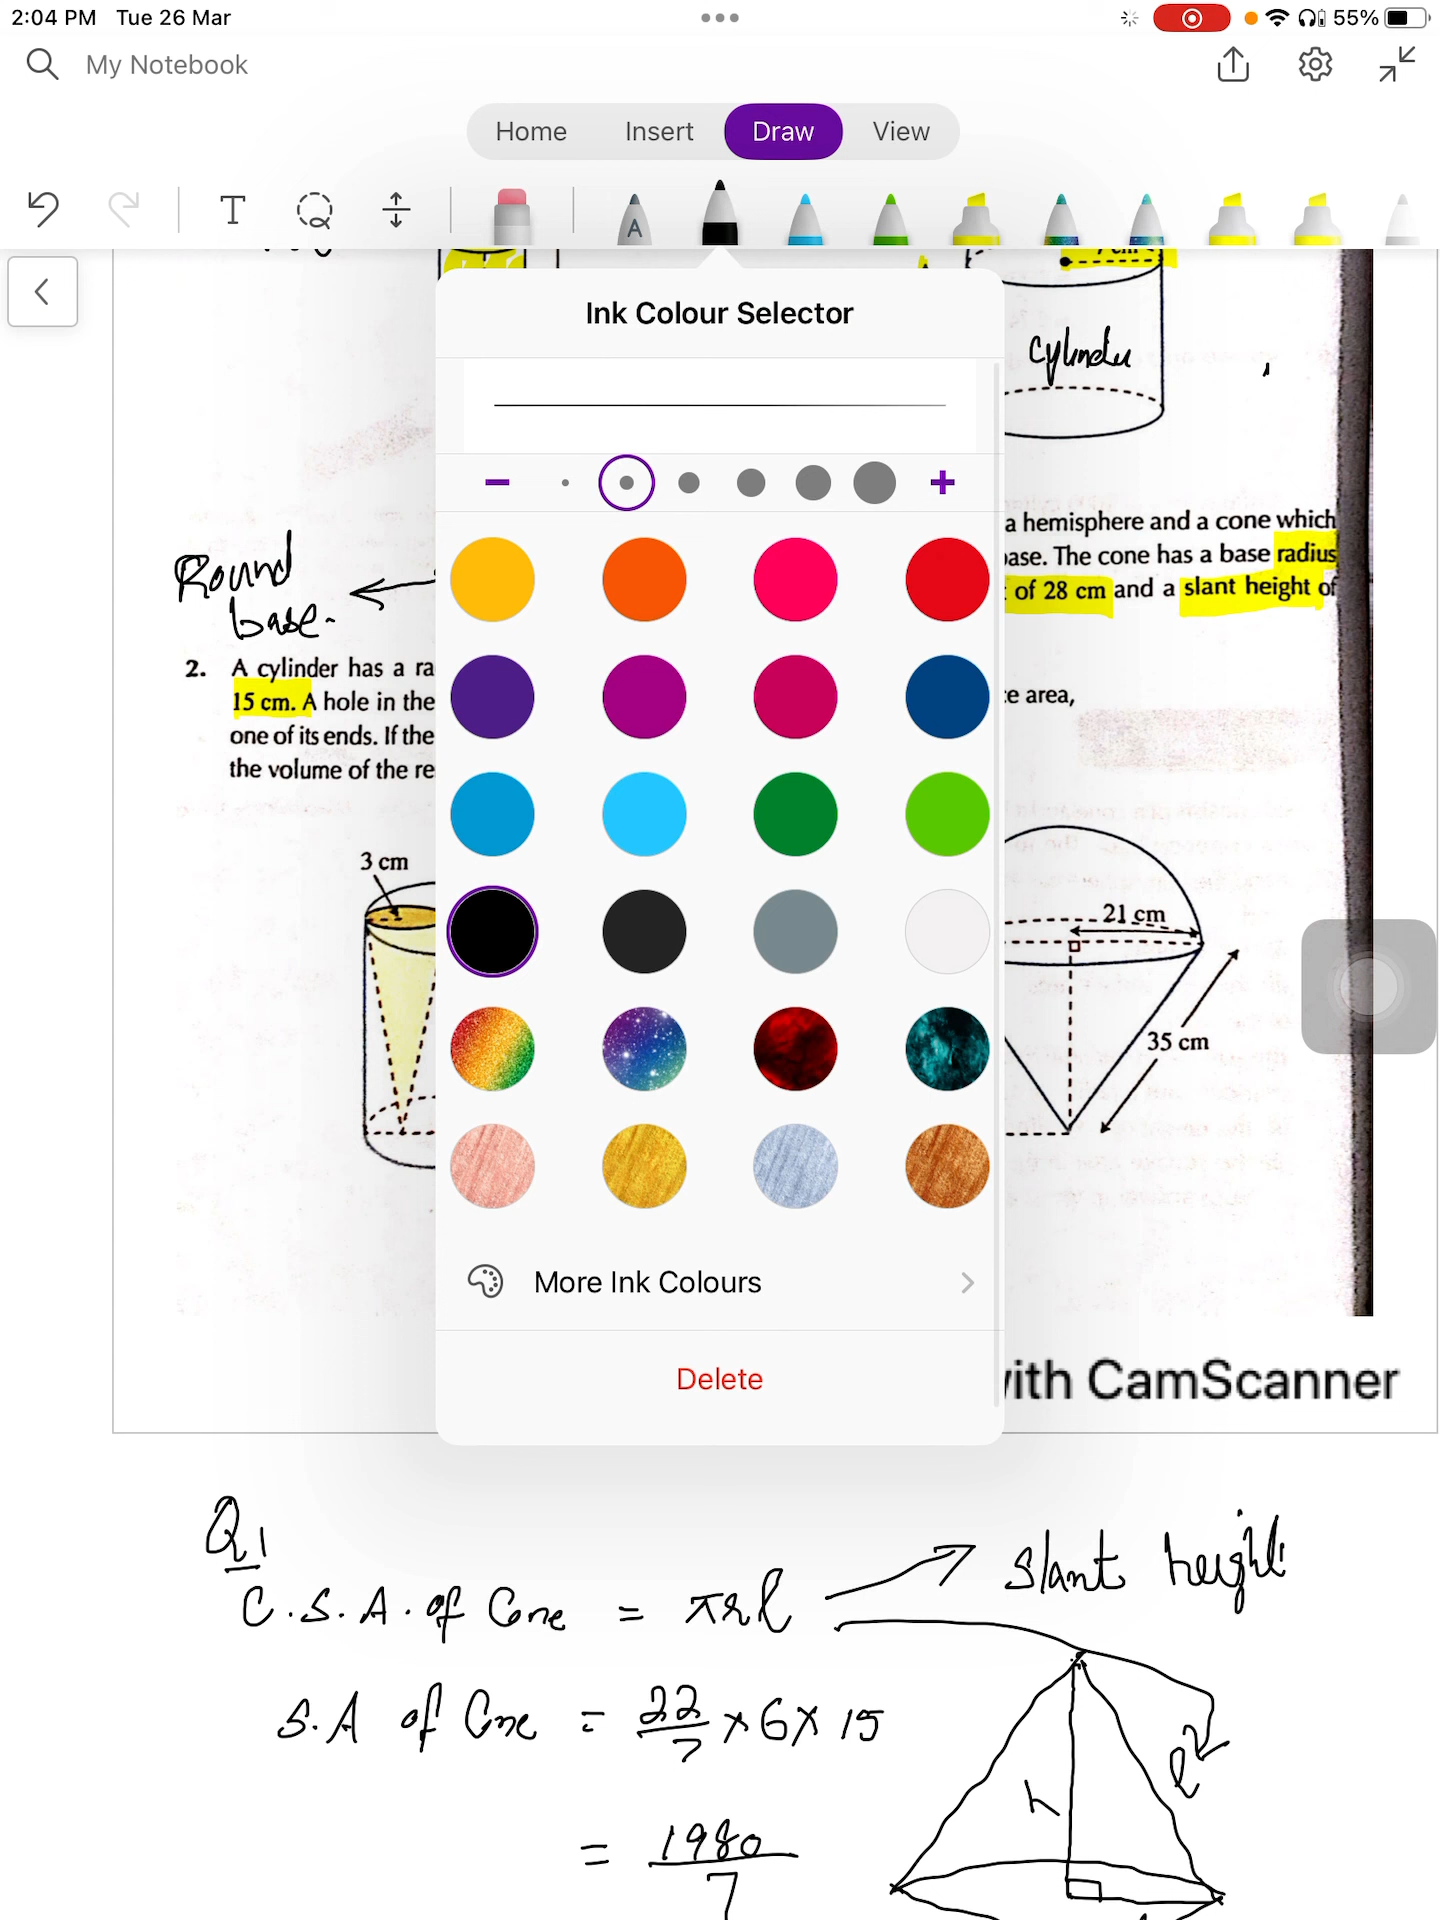 2:04 PM Tue 26 Mar
55%
My Notebook
Home Insert Draw View
T
A
7 cm
Ink Colour Selector
cylinder
a hemisphere and a cone which
base. The cone has a base radius
of 28 cm and a slant height of
Round
base.
2. A cylinder has a ra
15 cm. A hole in the
one of its ends. If the
the volume of the re
ce area,
3 cm
21 cm
35 cm
More Ink Colours
Delete
with CamScanner
Q1
C.S.A. of Cone = πrl
slant height
S.A of Cone = 22/7 × 6 × 15
l
h
= 1980/7